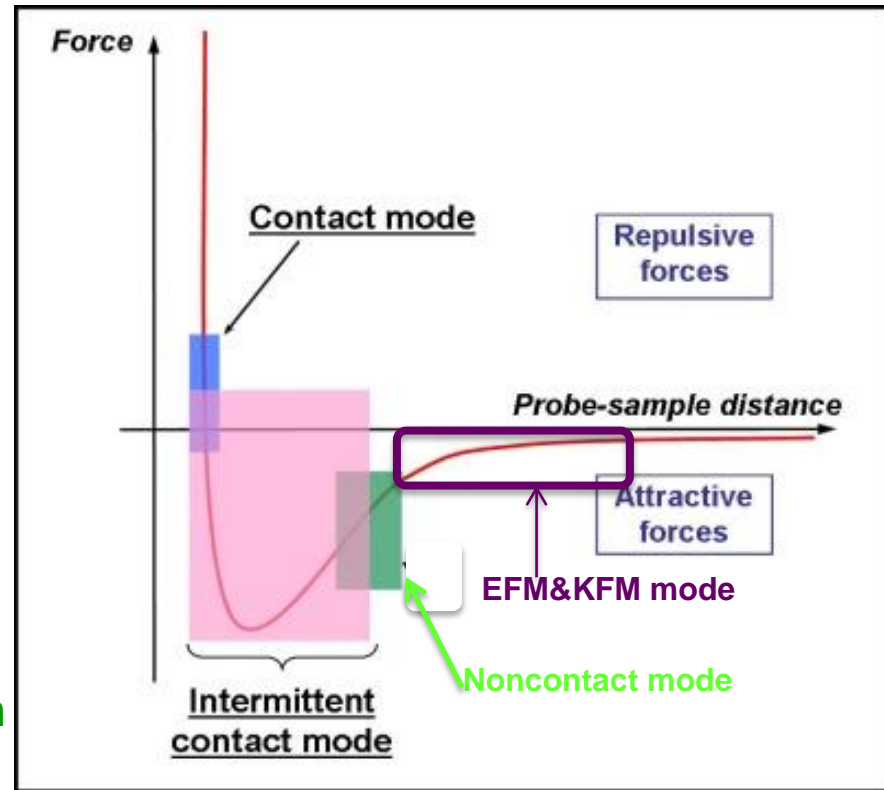 Force
Contact mode
Repulsive
forces
Probe-sample distance
Attractive
forces
EFM&KFM mode
Noncontact mode
Intermittent
contact mode